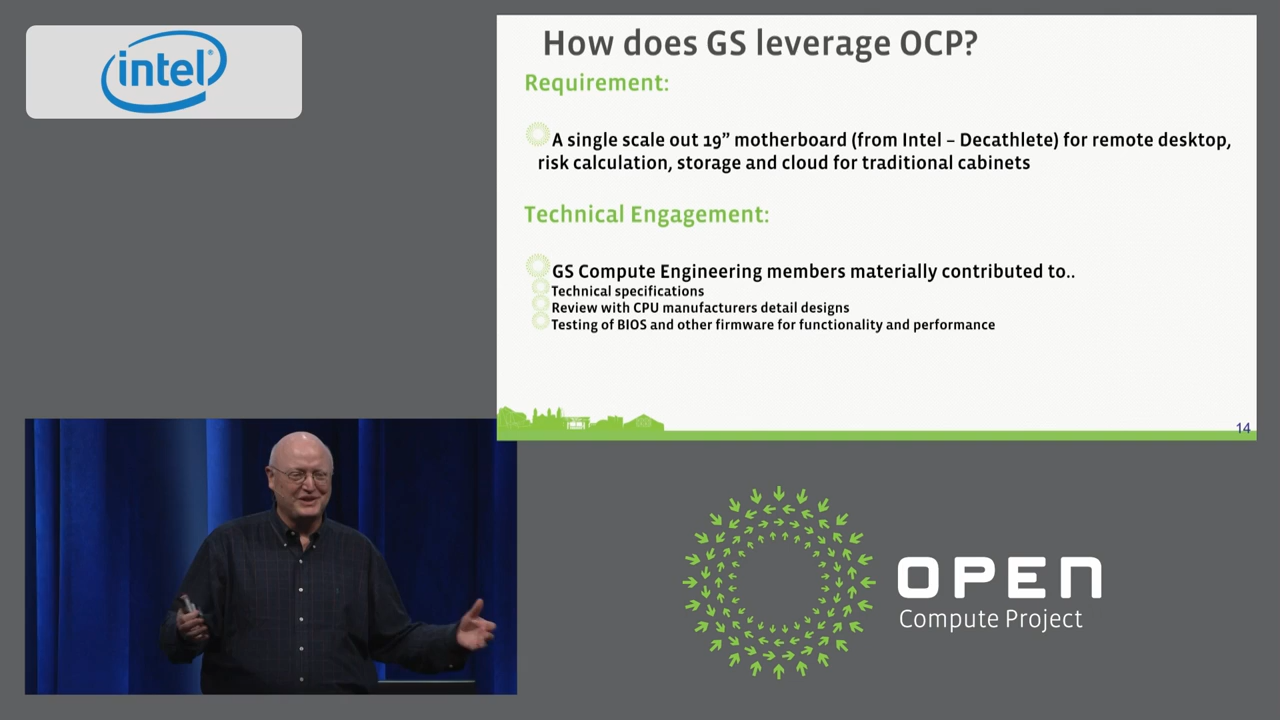 intel®
How does GS leverage OCP?
Requirement:
A single scale out 19” motherboard (from Intel – Decathlete) for remote desktop,
risk calculation, storage and cloud for traditional cabinets
Technical Engagement:
GS Compute Engineering members materially contributed to..
Technical specifications
Review with CPU manufacturers detail designs
Testing of BIOS and other firmware for functionality and performance
14
OPEN
Compute Project